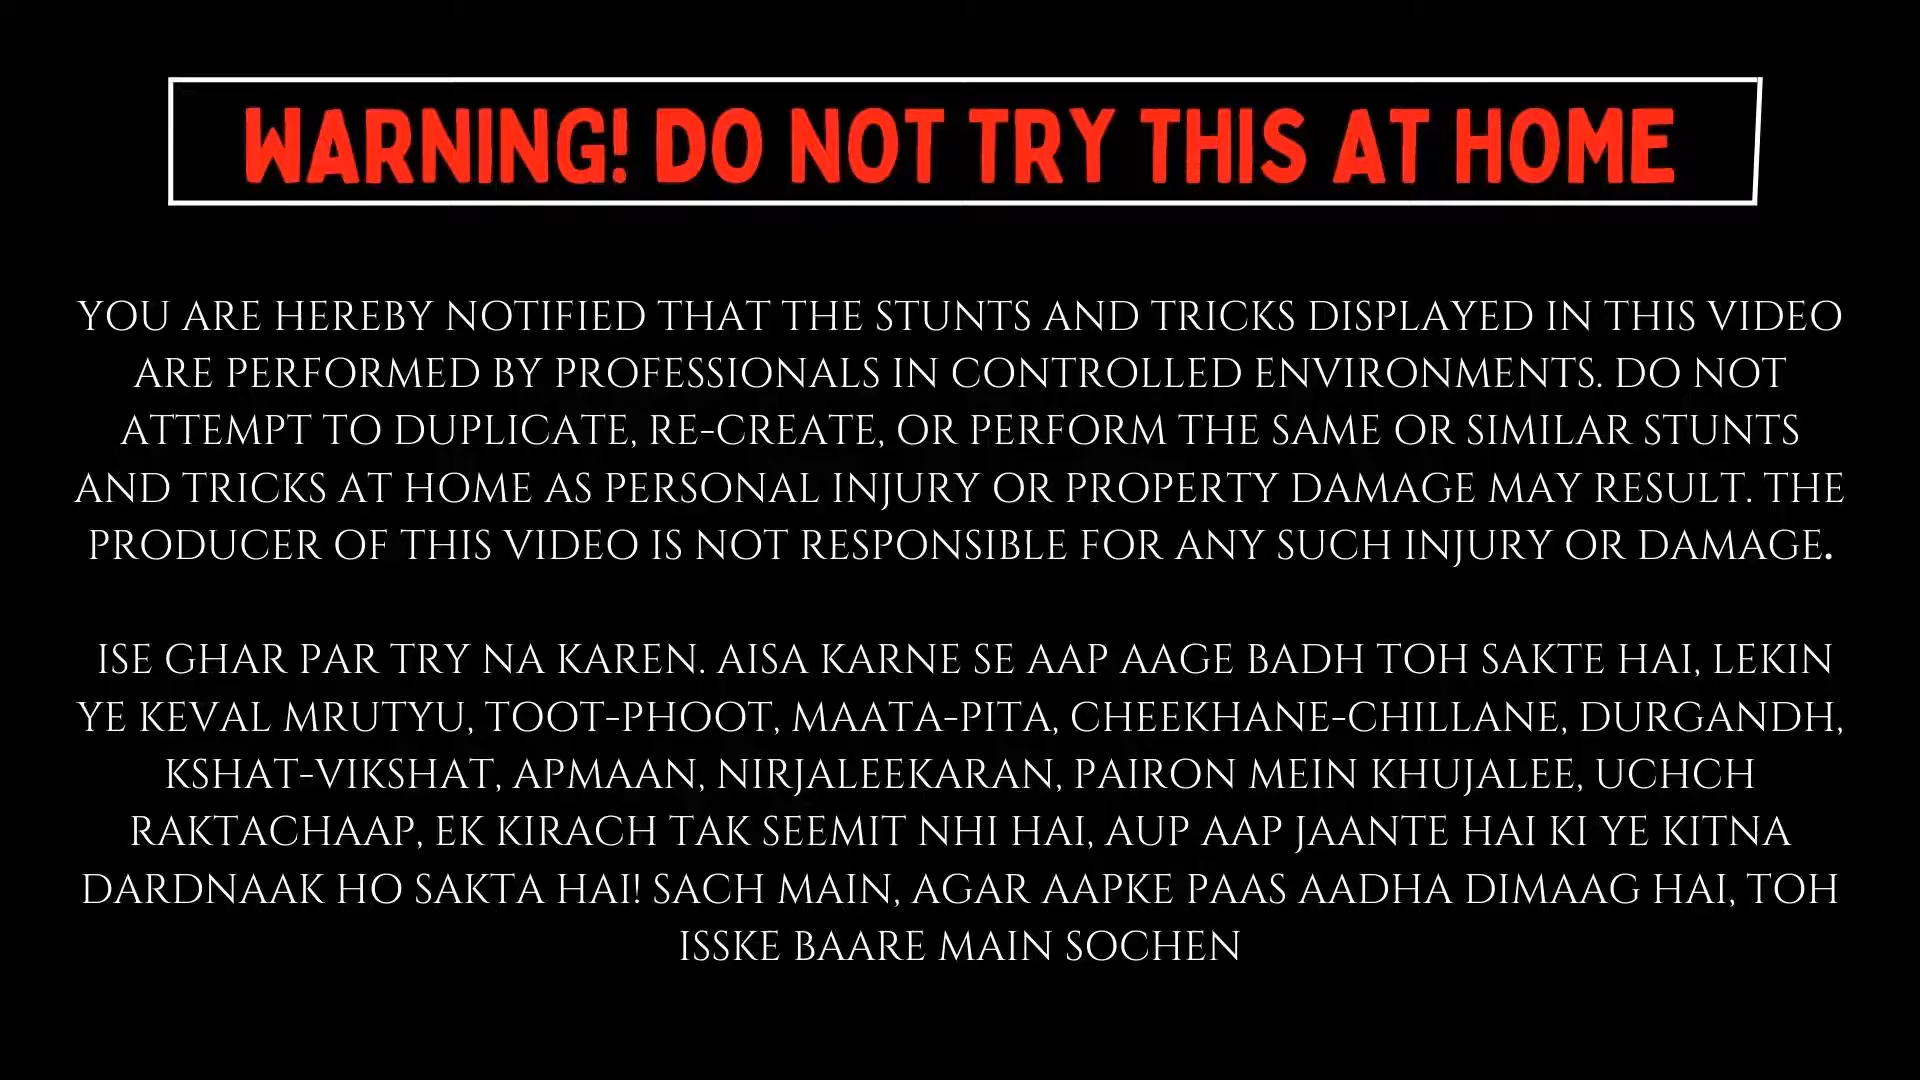 WARNING! DO NOT TRY THIS AT HOME
YOU ARE HEREBY NOTIFIED THAT THE STUNTS AND TRICKS DISPLAYED IN THIS VIDEO
ARE PERFORMED BY PROFESSIONALS IN CONTROLLED ENVIRONMENTS. DO NOT
ATTEMPT TO DUPLICATE, RE-CREATE, OR PERFORM THE SAME OR SIMILAR STUNTS
AND TRICKS AT HOME AS PERSONAL INJURY OR PROPERTY DAMAGE MAY RESULT. THE
PRODUCER OF THIS VIDEO IS NOT RESPONSIBLE FOR ANY SUCH INJURY OR DAMAGE.
ISE GHAR PAR TRY NA KAREN. AISA KARNE SE AAP AAGE BADH TOH SAKTE HAI, LEKIN
YE KEVAL MRUTYU, TOOT-PHOOT, MAATA-PITA, CHEEKHANE-CHILLANE, DURGANDH,
KSHAT-VIKSHAT, APMAAN, NIRJALEEKARAN, PAIRON MEIN KHUJALEE, UCHCH
RAKTACHAAP, EK KIRACH TAK SEEMIT NHI HAI, AUP AAP JAANTE HAI KI YE KITNA
DARDNAAK HO SAKTA HAI! SACH MAIN, AGAR AAPKE PAAS AADHA DIMAAG HAI, TOH
ISSKE BAARE MAIN SOCHEN